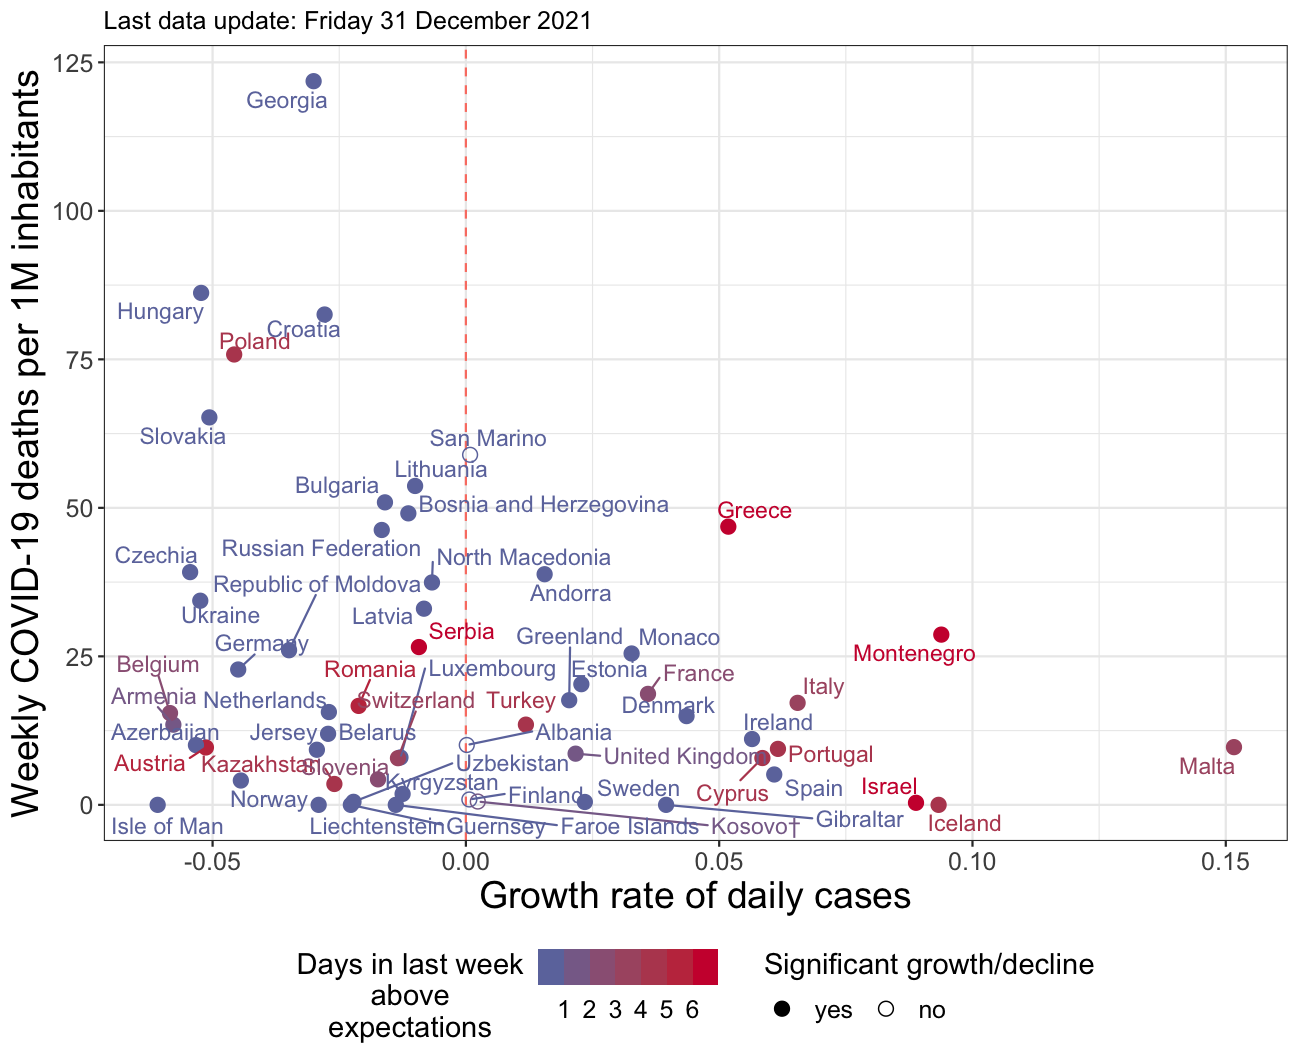 Last data update: Friday 31 December 2021
Weekly COVID-19 deaths per 1M inhabitants
125
100
75
50
25
0
Georgia
Hungary
Croatia
Poland
Slovakia
San Marino
Lithuania
Bulgaria
Bosnia and Herzegovina
Greece
Russian Federation
Czechia
North Macedonia
Republic of Moldova
Andorra
Ukraine
Latvia
Serbia
Greenland
Monaco
Germany
Montenegro
Belgium
Romania
Luxembourg
Estonia
France
Armenia
Netherlands
Switzerland
Turkey
Denmark
Italy
Azerbaijan
Jersey
Belarus
Albania
Ireland
Austria
Kazakhstan
Slovenia
Uzbekistan
United Kingdom
Portugal
Malta
Kyrgyzstan
Norway
Finland
Sweden
Cyprus
Spain
Israel
Isle of Man
Liechtenstein
Guernsey
Faroe Islands
Kosovo†
Gibraltar
Iceland
-0.05
0.00
0.05
0.10
0.15
Growth rate of daily cases
Days in last week
above
expectations
1 2 3 4 5 6
Significant growth/decline
yes no